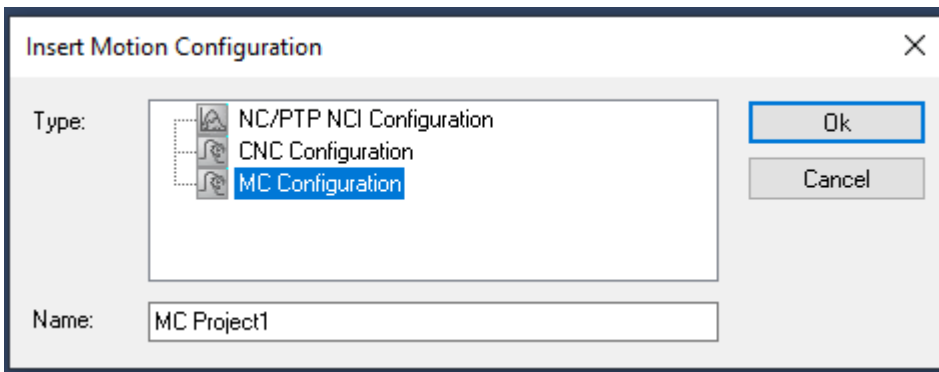 Insert Motion Configuration
Type:
NC/PTP NCI Configuration
CNC Configuration
MC Configuration
Ok
Cancel
Name:
MC Project1